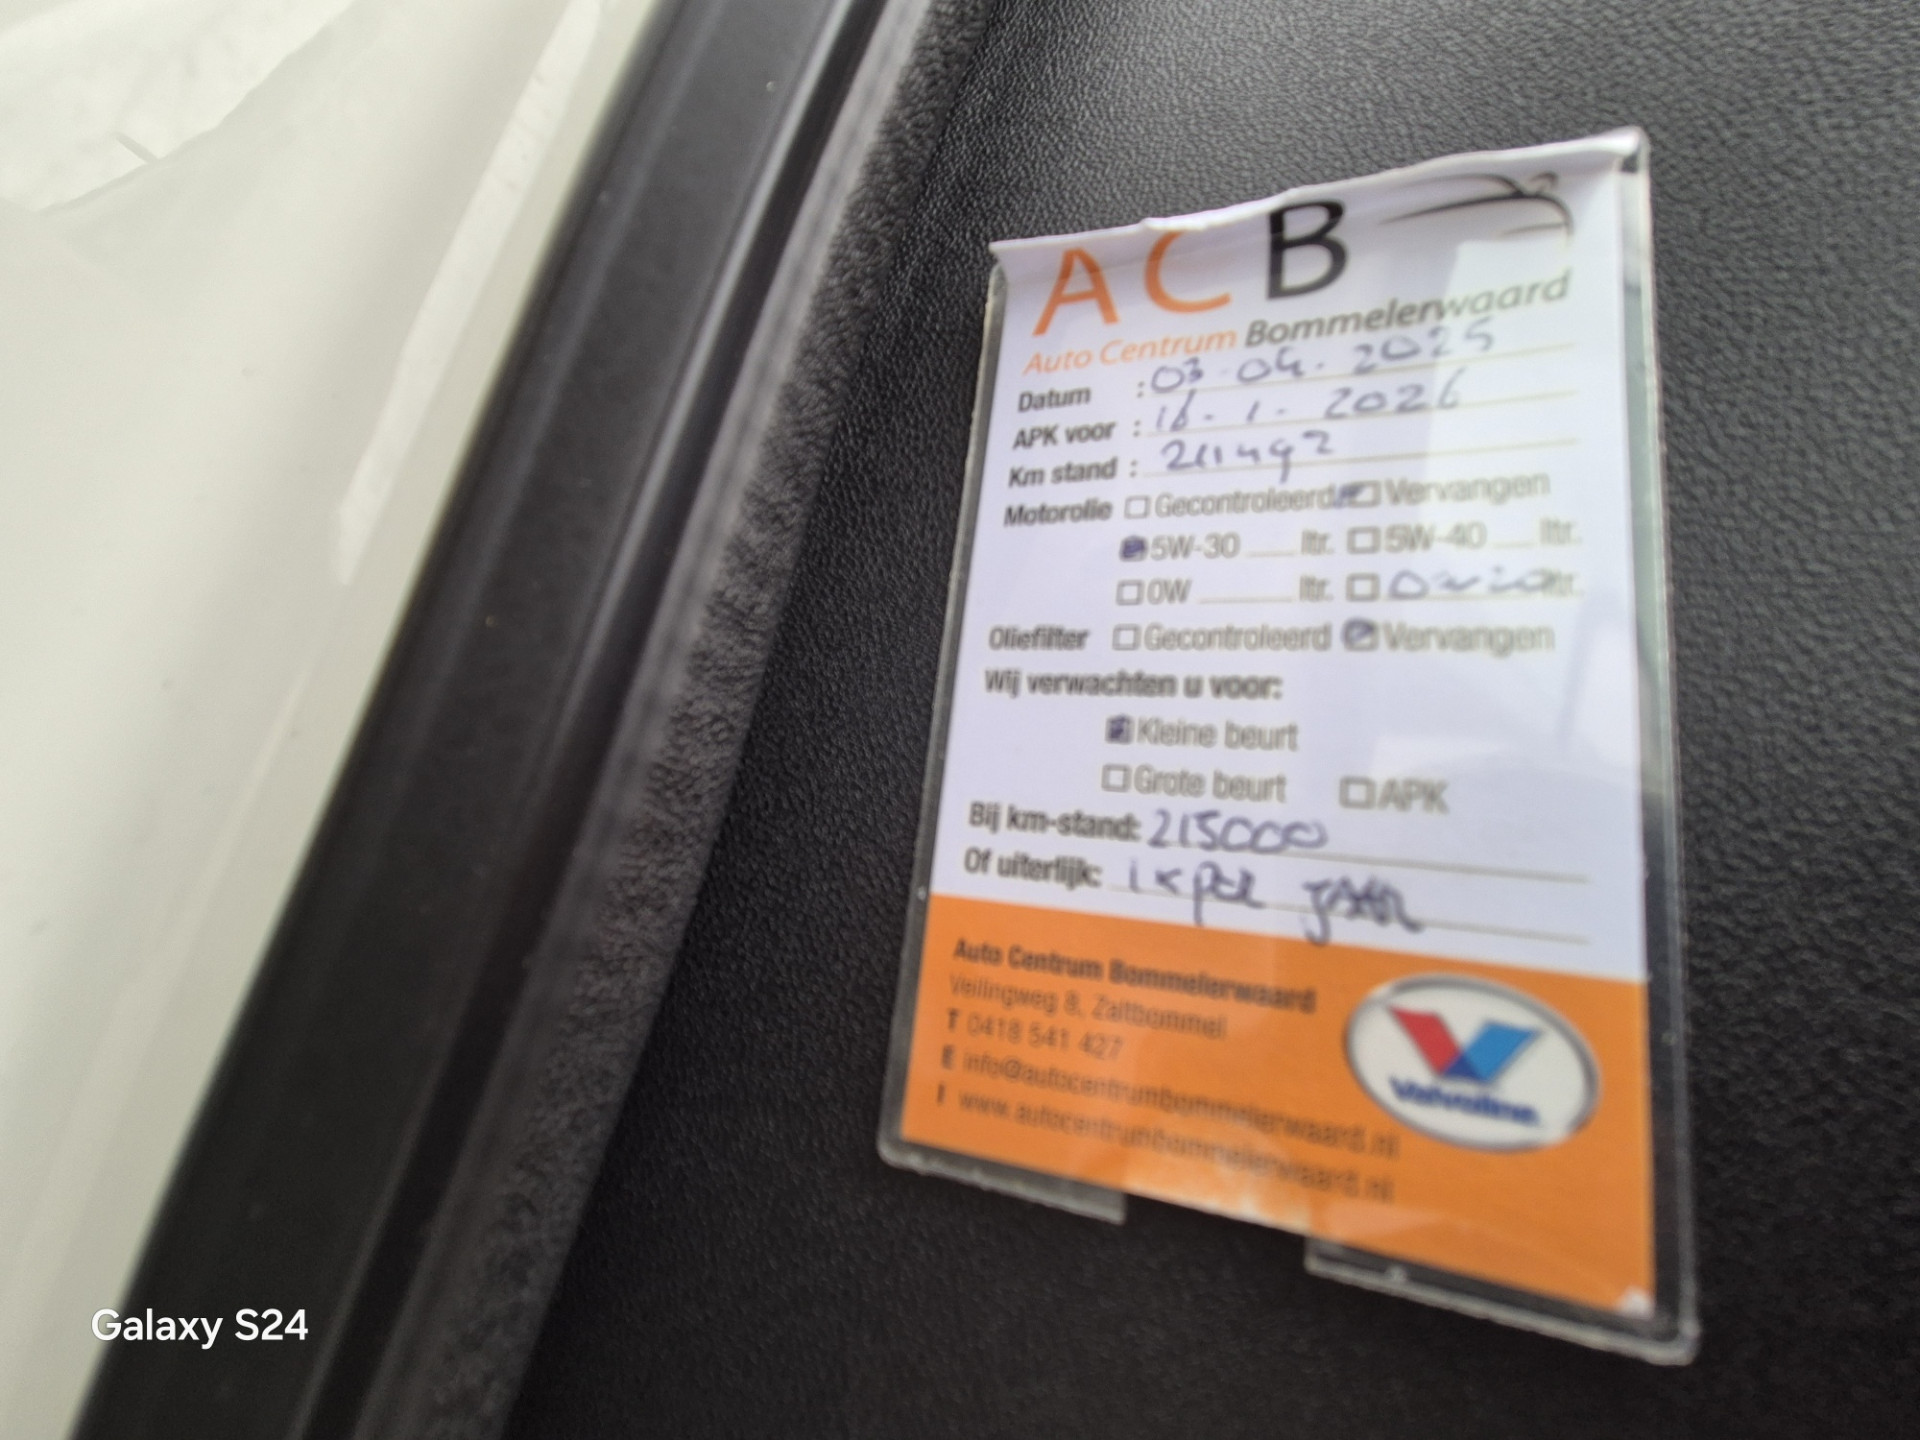 ACB
Auto Centrum Bommelerwaard
Datum : 03-04-2025
APK voor : 16-1-2026
Km stand : 211492
Motorolie Gecontroleerd Vervangen
5W-30 ltr. 5W-40 ltr.
0W ltr. 0w20 ltr.
Oliefilter Gecontroleerd Vervangen
Wij verwachten u voor:
Kleine beurt
Grote beurt APK
Bij km-stand: 215000
Of uiterlijk: 1x per jaar
Auto Centrum Bommelerwaard
Veilingweg 8, Zaltbommel
T 0418 541 427
E info@autocentrumbommelerwaard.nl
I www.autocentrumbommelerwaard.nl
Valvoline
Galaxy S24